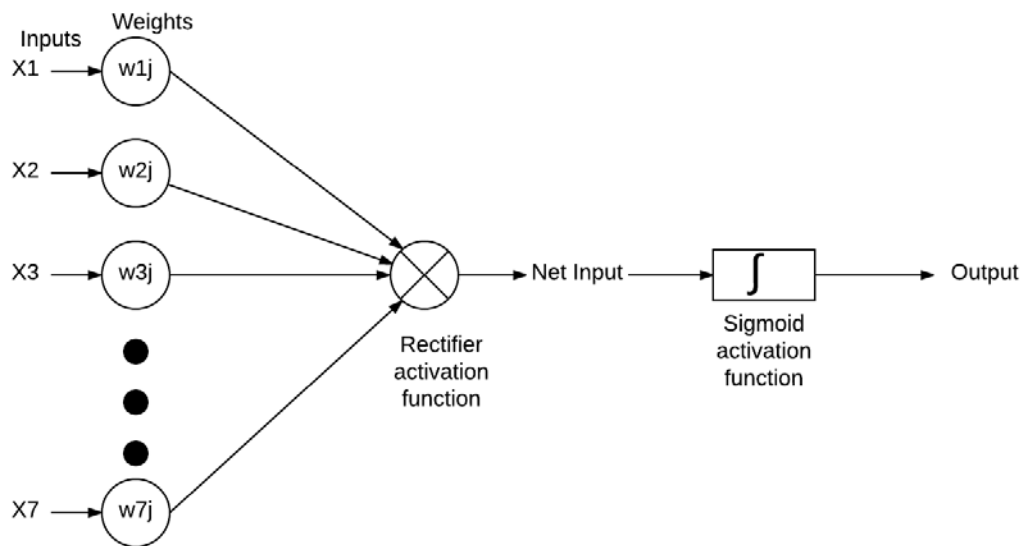 Weights
Inputs
X1
w1j
X2
w2j
X3
w3j
Net Input
∫
Output
Rectifier
activation
function
Sigmoid
activation
function
X7
w7j